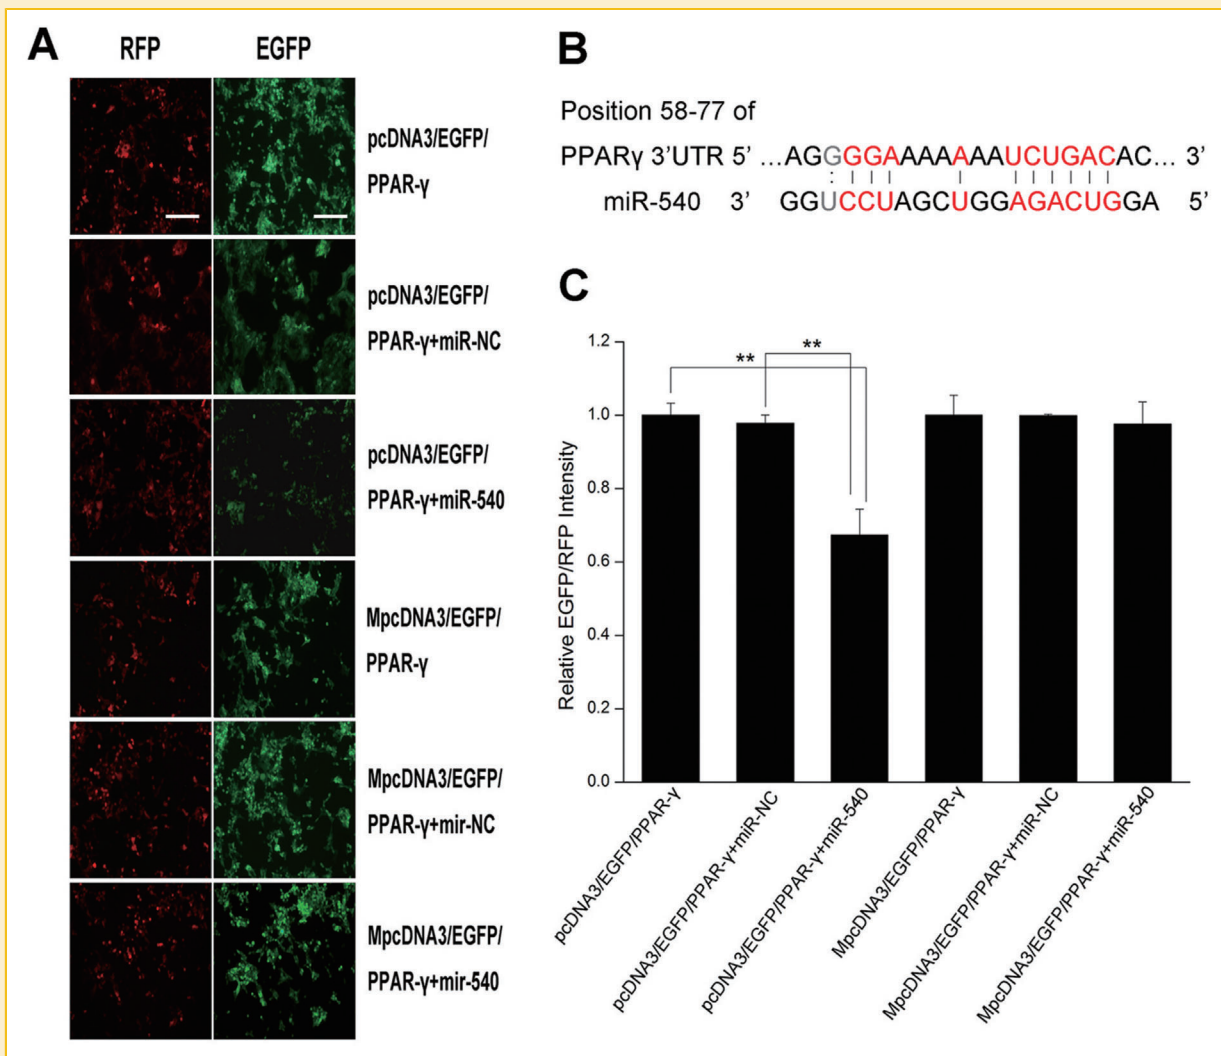 A
RFP EGFP
pcDNA3/EGFP/
PPAR-γ
pcDNA3/EGFP/
PPAR-γ+miR-NC
pcDNA3/EGFP/
PPAR-γ+miR-540
MpcDNA3/EGFP/
PPAR-γ
MpcDNA3/EGFP/
PPAR-γ+mir-NC
MpcDNA3/EGFP/
PPAR-γ+mir-540
B
Position 58-77 of
PPARγ 3'UTR 5' ...AGGGGAAAAAAAUCUGACAC... 3'
miR-540 3' GGUCCUAGCUGGAGACUGGA 5'
C
Relative EGFP/RFP Intensity
1.2
1.0
0.8
0.6
0.4
0.2
0.0
** **
pcDNA3/EGFP/PPAR-γ
pcDNA3/EGFP/PPAR-γ+miR-NC
pcDNA3/EGFP/PPAR-γ+miR-540
MpcDNA3/EGFP/PPAR-γ
MpcDNA3/EGFP/PPAR-γ+miR-NC
MpcDNA3/EGFP/PPAR-γ+miR-540